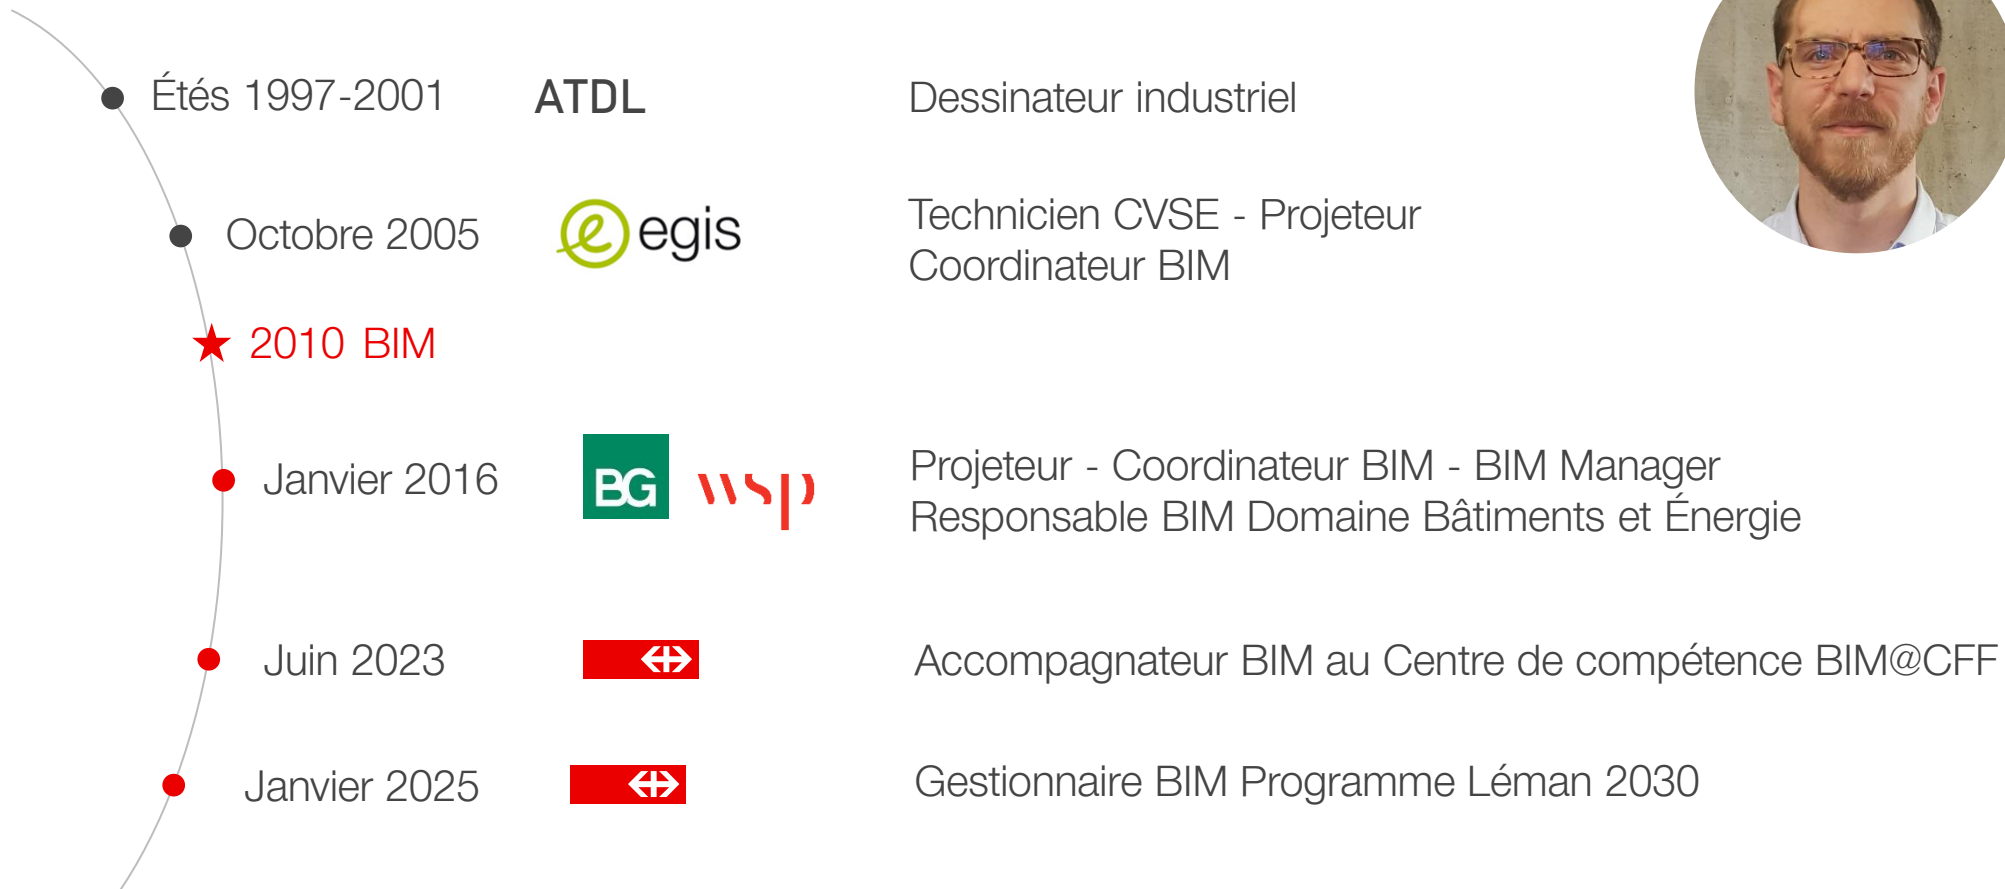 Étés 1997-2001 ATDL Dessinateur industriel
Octobre 2005 egis Technicien CVSE - Projeteur
Coordinateur BIM
2010 BIM
Janvier 2016 BG wsp Projeteur - Coordinateur BIM - BIM Manager
Responsable BIM Domaine Bâtiments et Énergie
Juin 2023 Accompagnateur BIM au Centre de compétence BIM@CFF
Janvier 2025 Gestionnaire BIM Programme Léman 2030